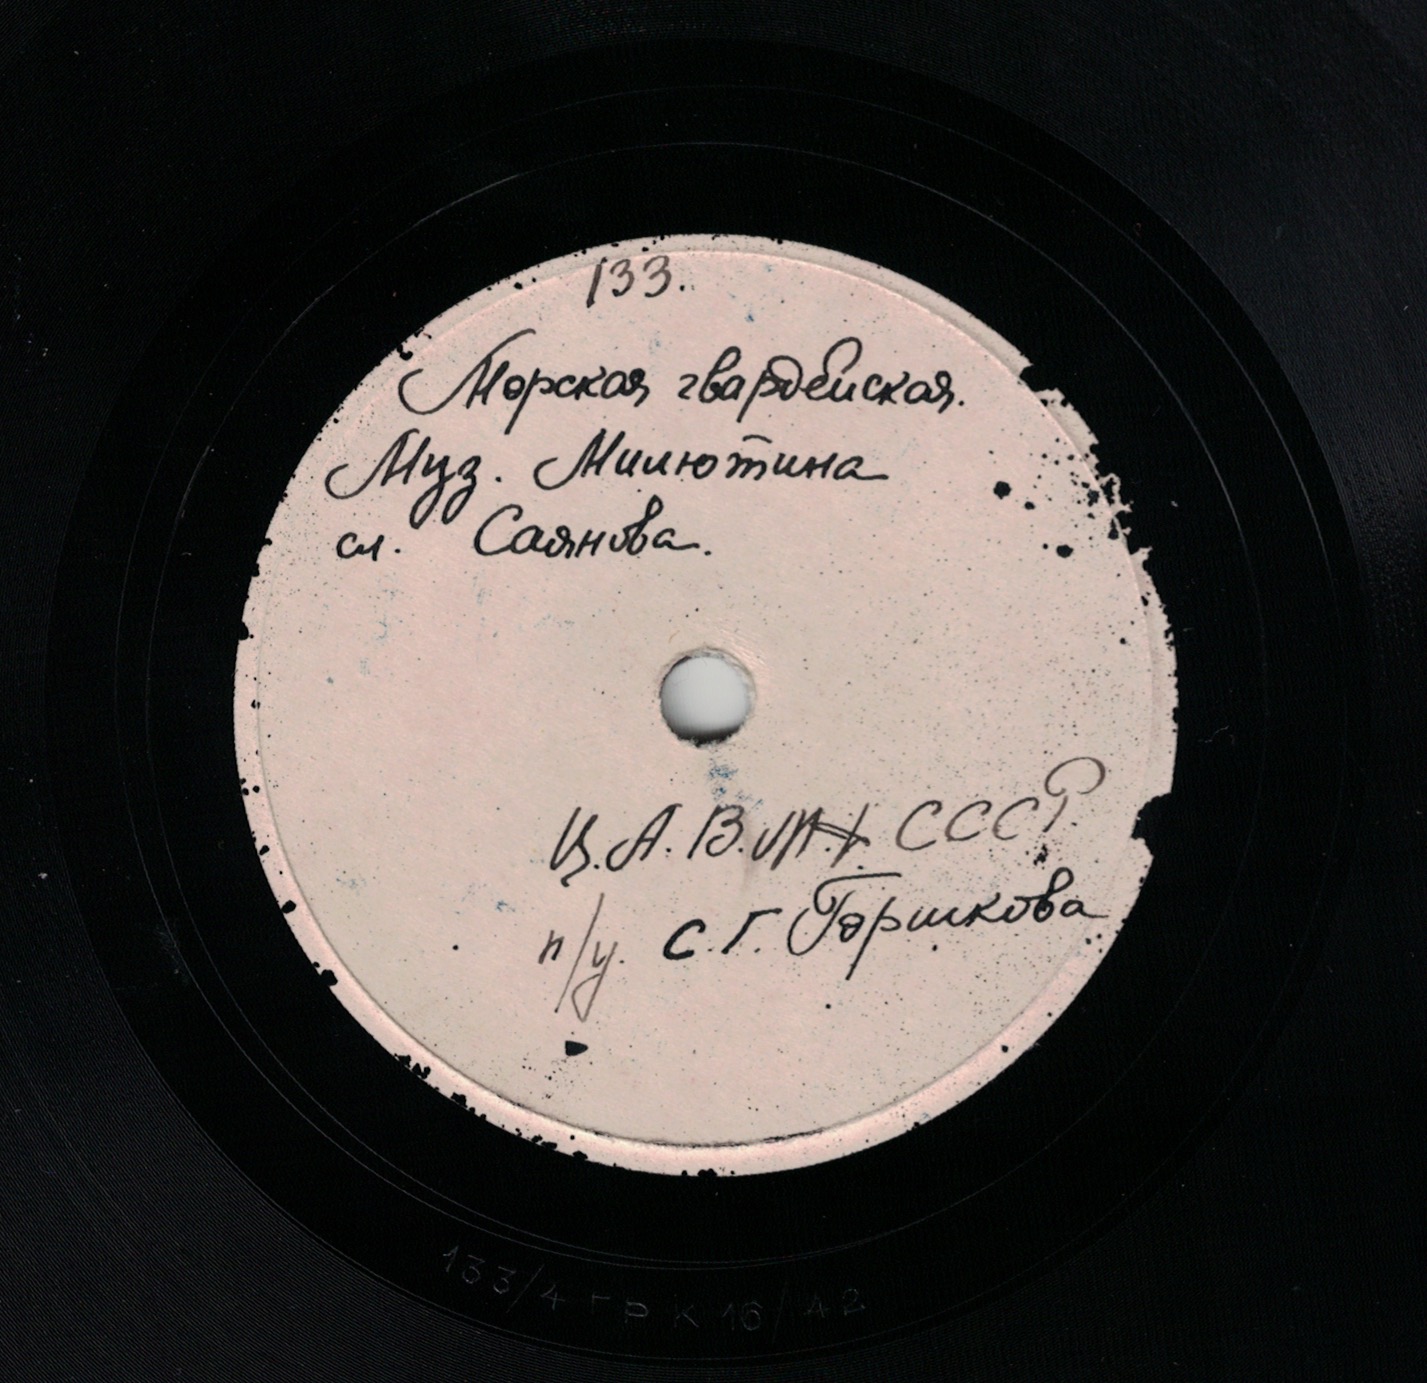 133.
Морская гвардейская.
Муз. Милютина
сл. Саянова.
Ц.А.В.М. СССР
п/у. С.Г. Горшкова
133/4 ГРК 16/42